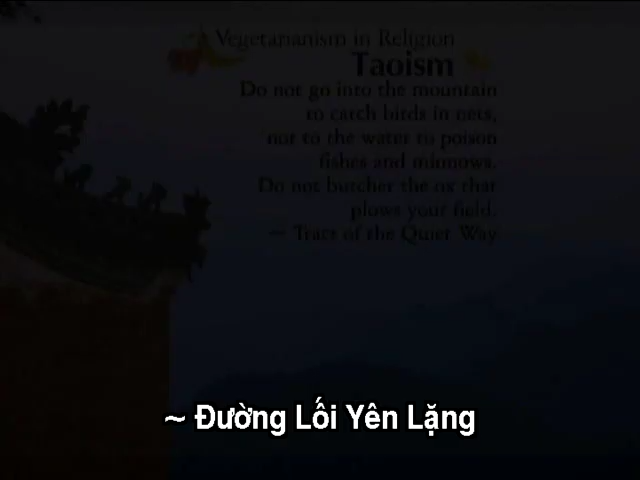 Vegetarianism in Religion
Taoism
Do not go into the mountain
to catch birds in nets,
nor to the water to poison
fishes and minnows.
Do not butcher the ox that
plows your field.
~ Tract of the Quiet Way
~ Đường Lối Yên Lặng